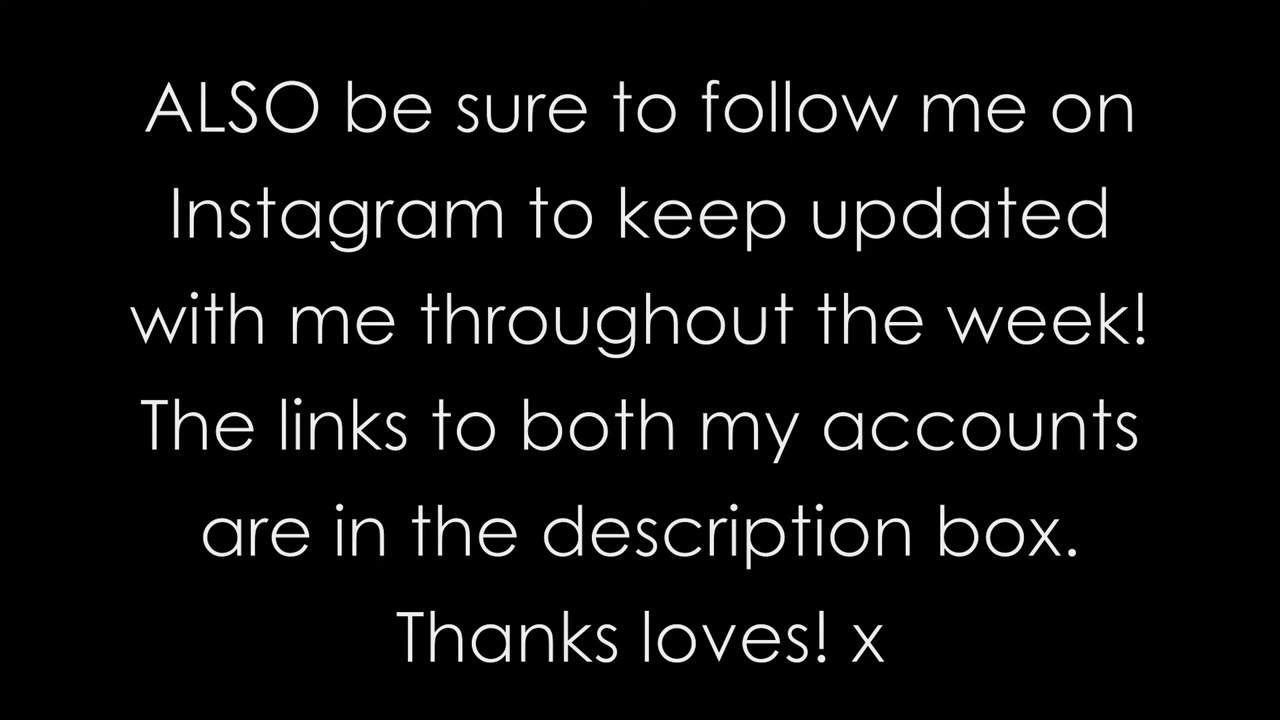 ALSO be sure to follow me on
Instagram to keep updated
with me throughout the week!
The links to both my accounts
are in the description box.
Thanks loves! x